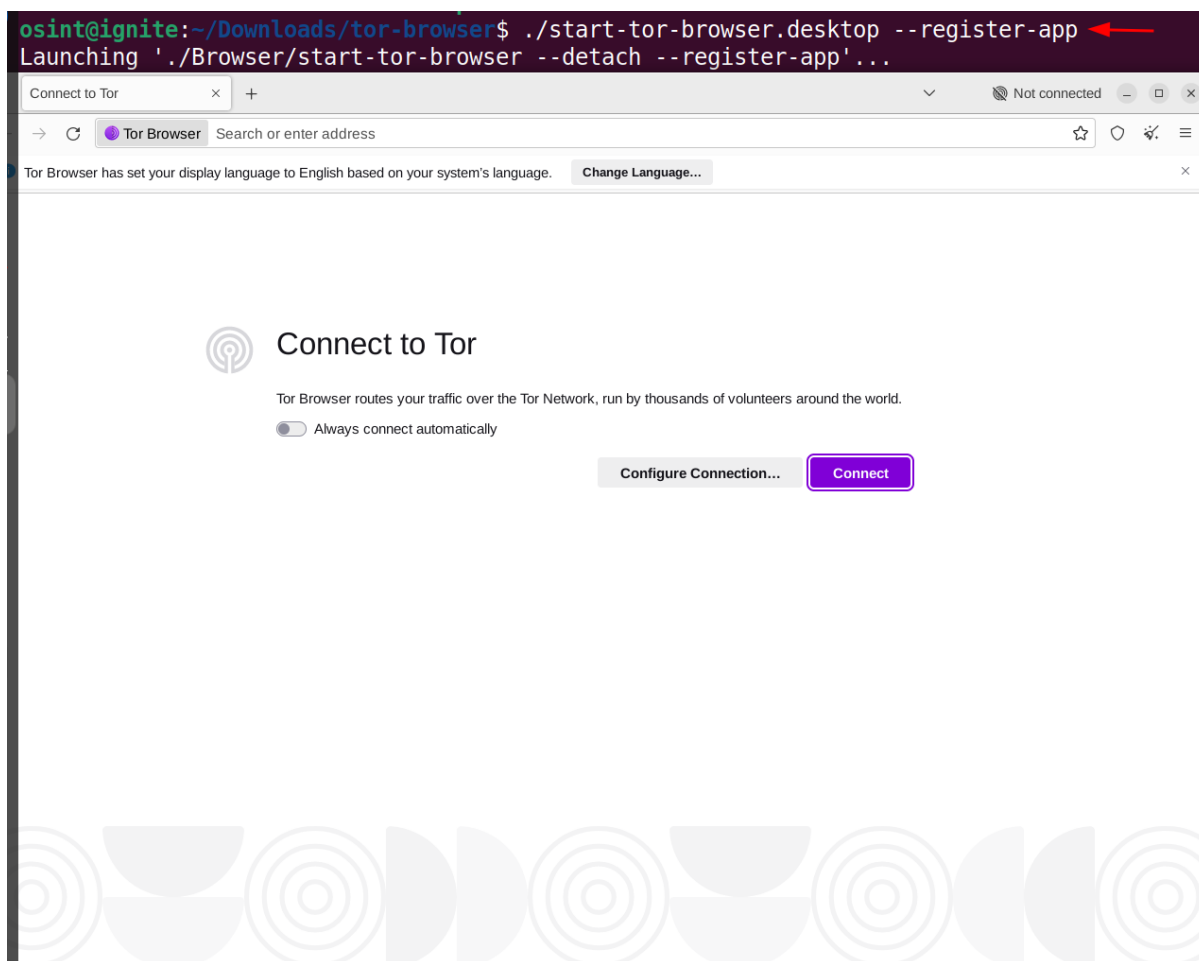 osint@ignite:~/Downloads/tor-browser$ ./start-tor-browser.desktop --register-app
Launching './Browser/start-tor-browser --detach --register-app'...
Connect to Tor
Not connected
Tor Browser Search or enter address
Tor Browser has set your display language to English based on your system’s language. Change Language...
Connect to Tor
Tor Browser routes your traffic over the Tor Network, run by thousands of volunteers around the world.
Always connect automatically
Configure Connection... Connect